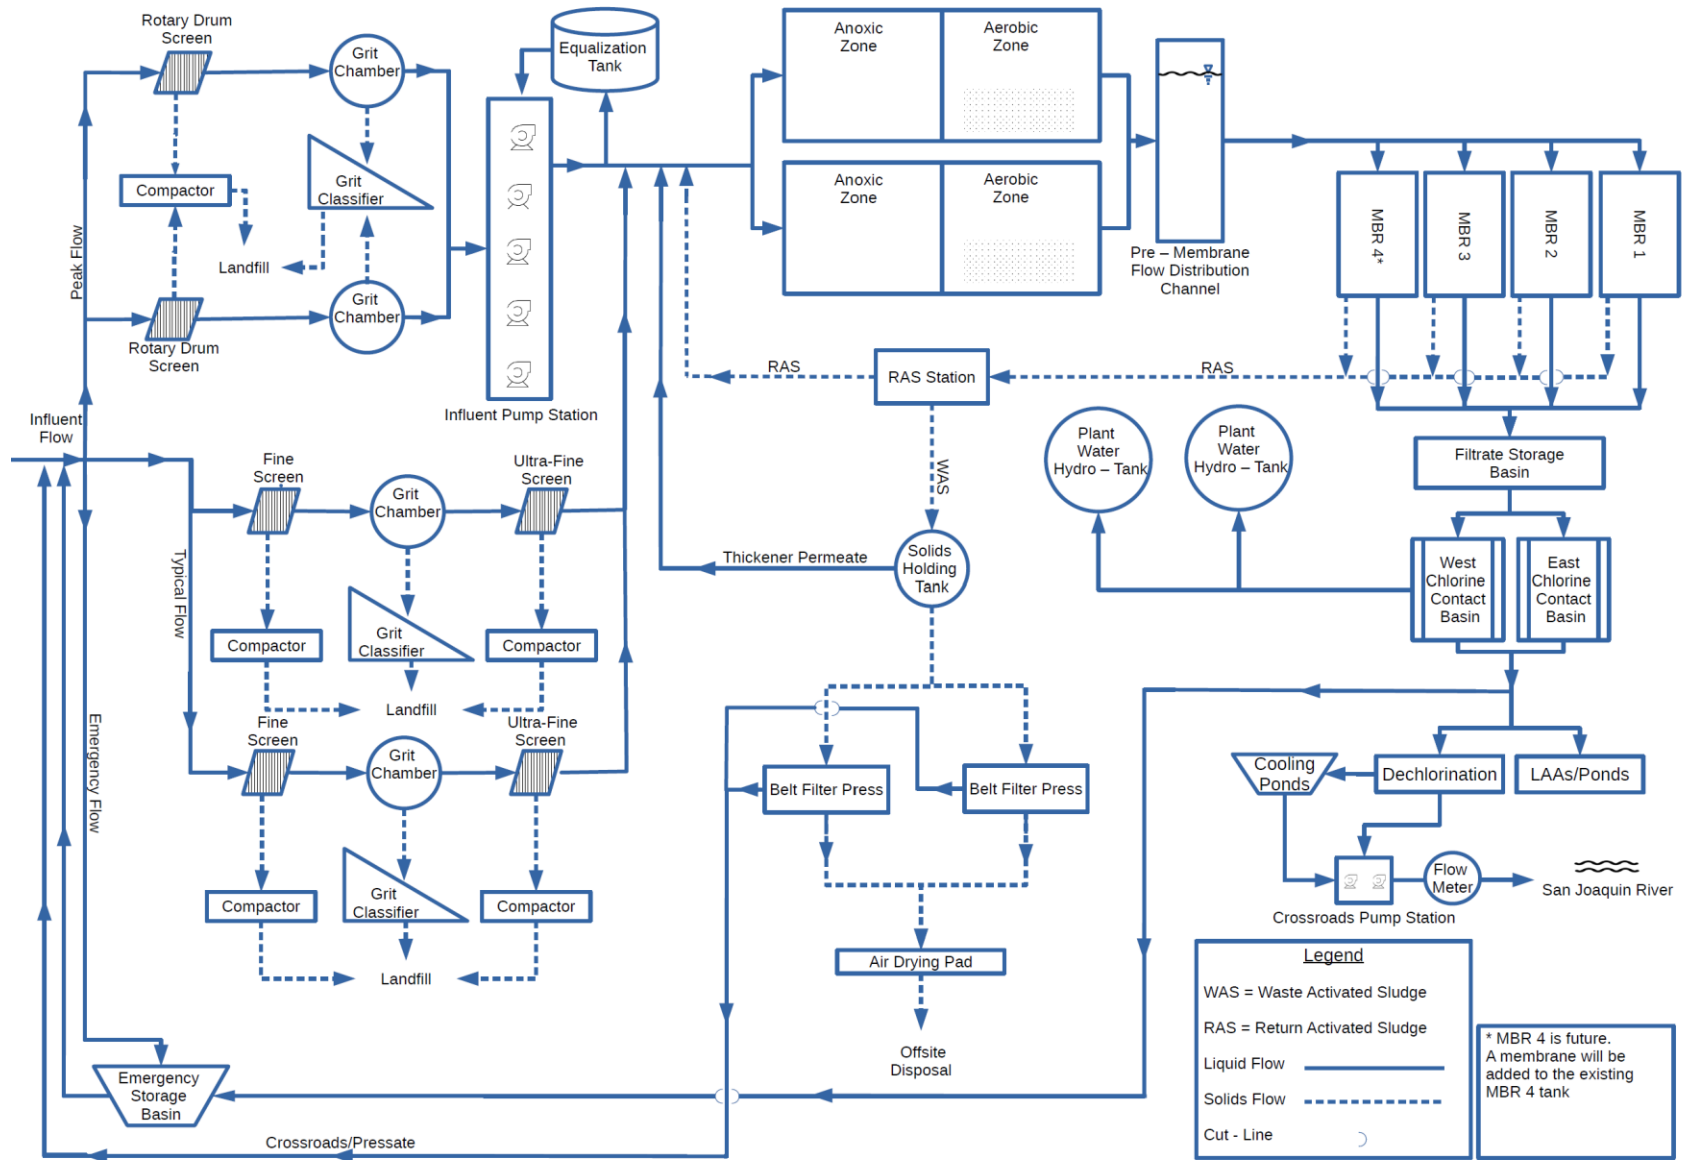 Rotary Drum
Screen
Grit
Chamber
Equalization
Tank
Anoxic
Zone
Aerobic
Zone
Compactor
Grit
Classifier
Landfill
Peak Flow
Grit
Chamber
Rotary Drum
Screen
Influent Pump Station
Anoxic
Zone
Aerobic
Zone
Pre – Membrane
Flow Distribution
Channel
MBR 4*
MBR 3
MBR 2
MBR 1
RAS
RAS Station
RAS
WAS
Influent
Flow
Fine
Screen
Grit
Chamber
Ultra-Fine
Screen
Plant
Water
Hydro – Tank
Plant
Water
Hydro – Tank
Filtrate Storage
Basin
Typical Flow
Thickener Permeate
Solids
Holding
Tank
West
Chlorine
Contact
Basin
East
Chlorine
Contact
Basin
Compactor
Grit
Classifier
Compactor
Landfill
Emergency Flow
Fine
Screen
Grit
Chamber
Ultra-Fine
Screen
Belt Filter Press
Belt Filter Press
Cooling
Ponds
Dechlorination
LAAs/Ponds
Compactor
Grit
Classifier
Compactor
Landfill
Flow
Meter
San Joaquin River
Crossroads Pump Station
Air Drying Pad
Offsite
Disposal
Emergency
Storage
Basin
Crossroads/Pressate
Legend
WAS = Waste Activated Sludge
RAS = Return Activated Sludge
Liquid Flow
Solids Flow
Cut - Line
* MBR 4 is future.
A membrane will be
added to the existing
MBR 4 tank